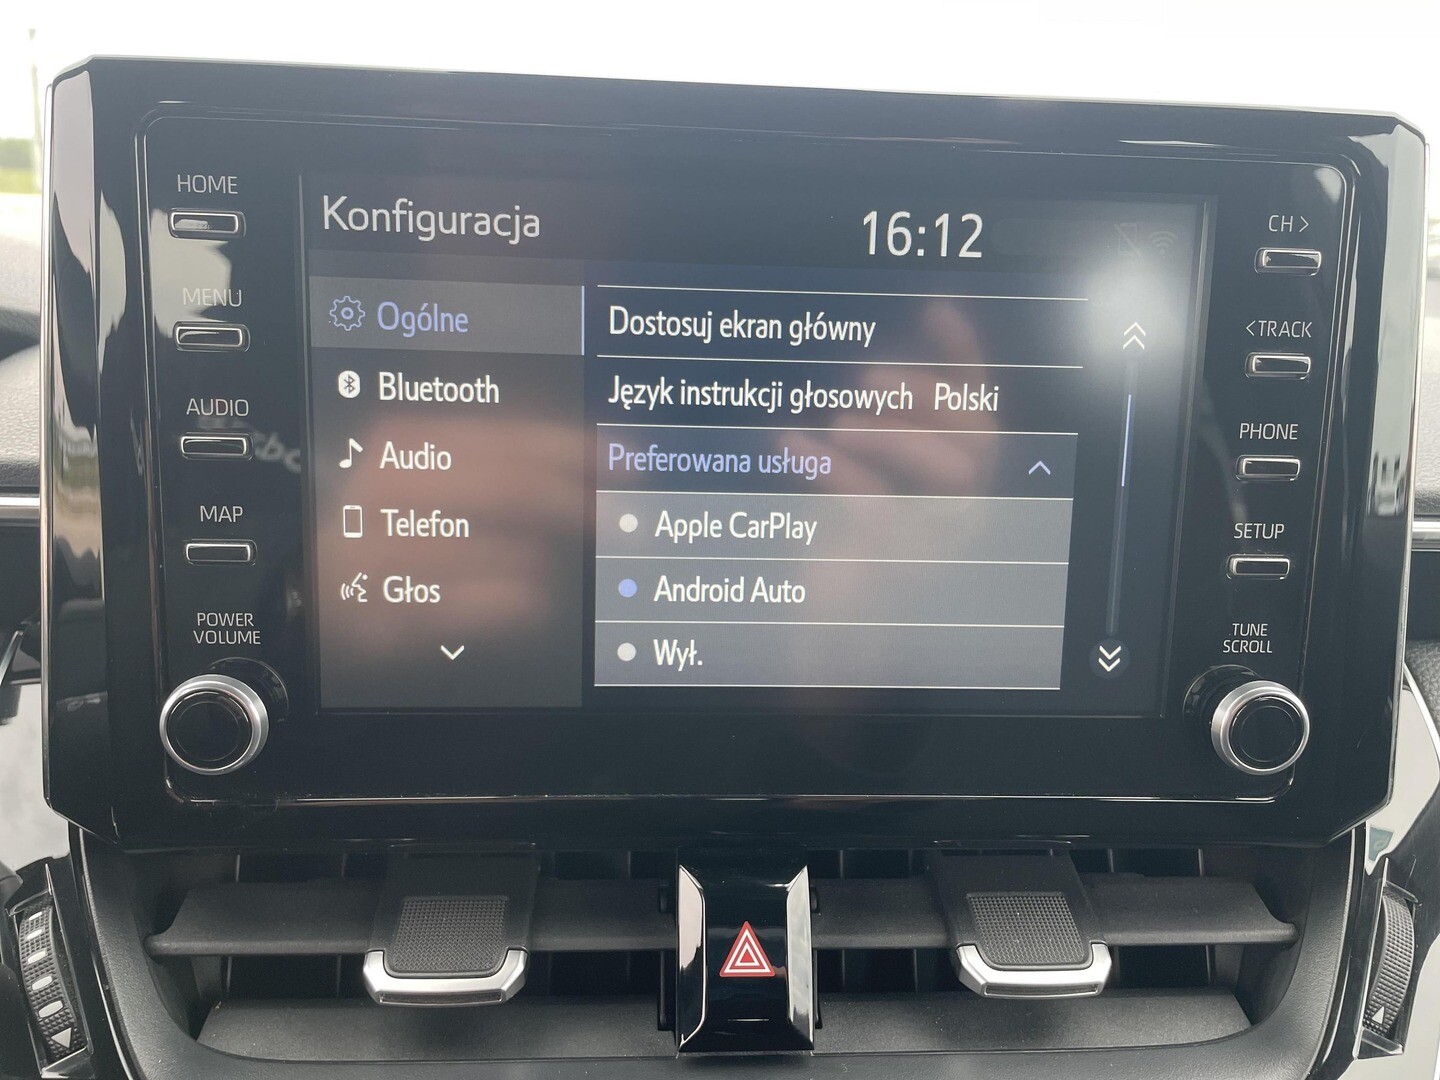 HOME
MENU
AUDIO
MAP
POWER
VOLUME
Konfiguracja
16:12
Ogólne
Bluetooth
Audio
Telefon
Głos
Dostosuj ekran główny
Język instrukcji głosowych Polski
Preferowana usługa
Apple CarPlay
Android Auto
Wył.
CH >
< TRACK
PHONE
SETUP
TUNE
SCROLL